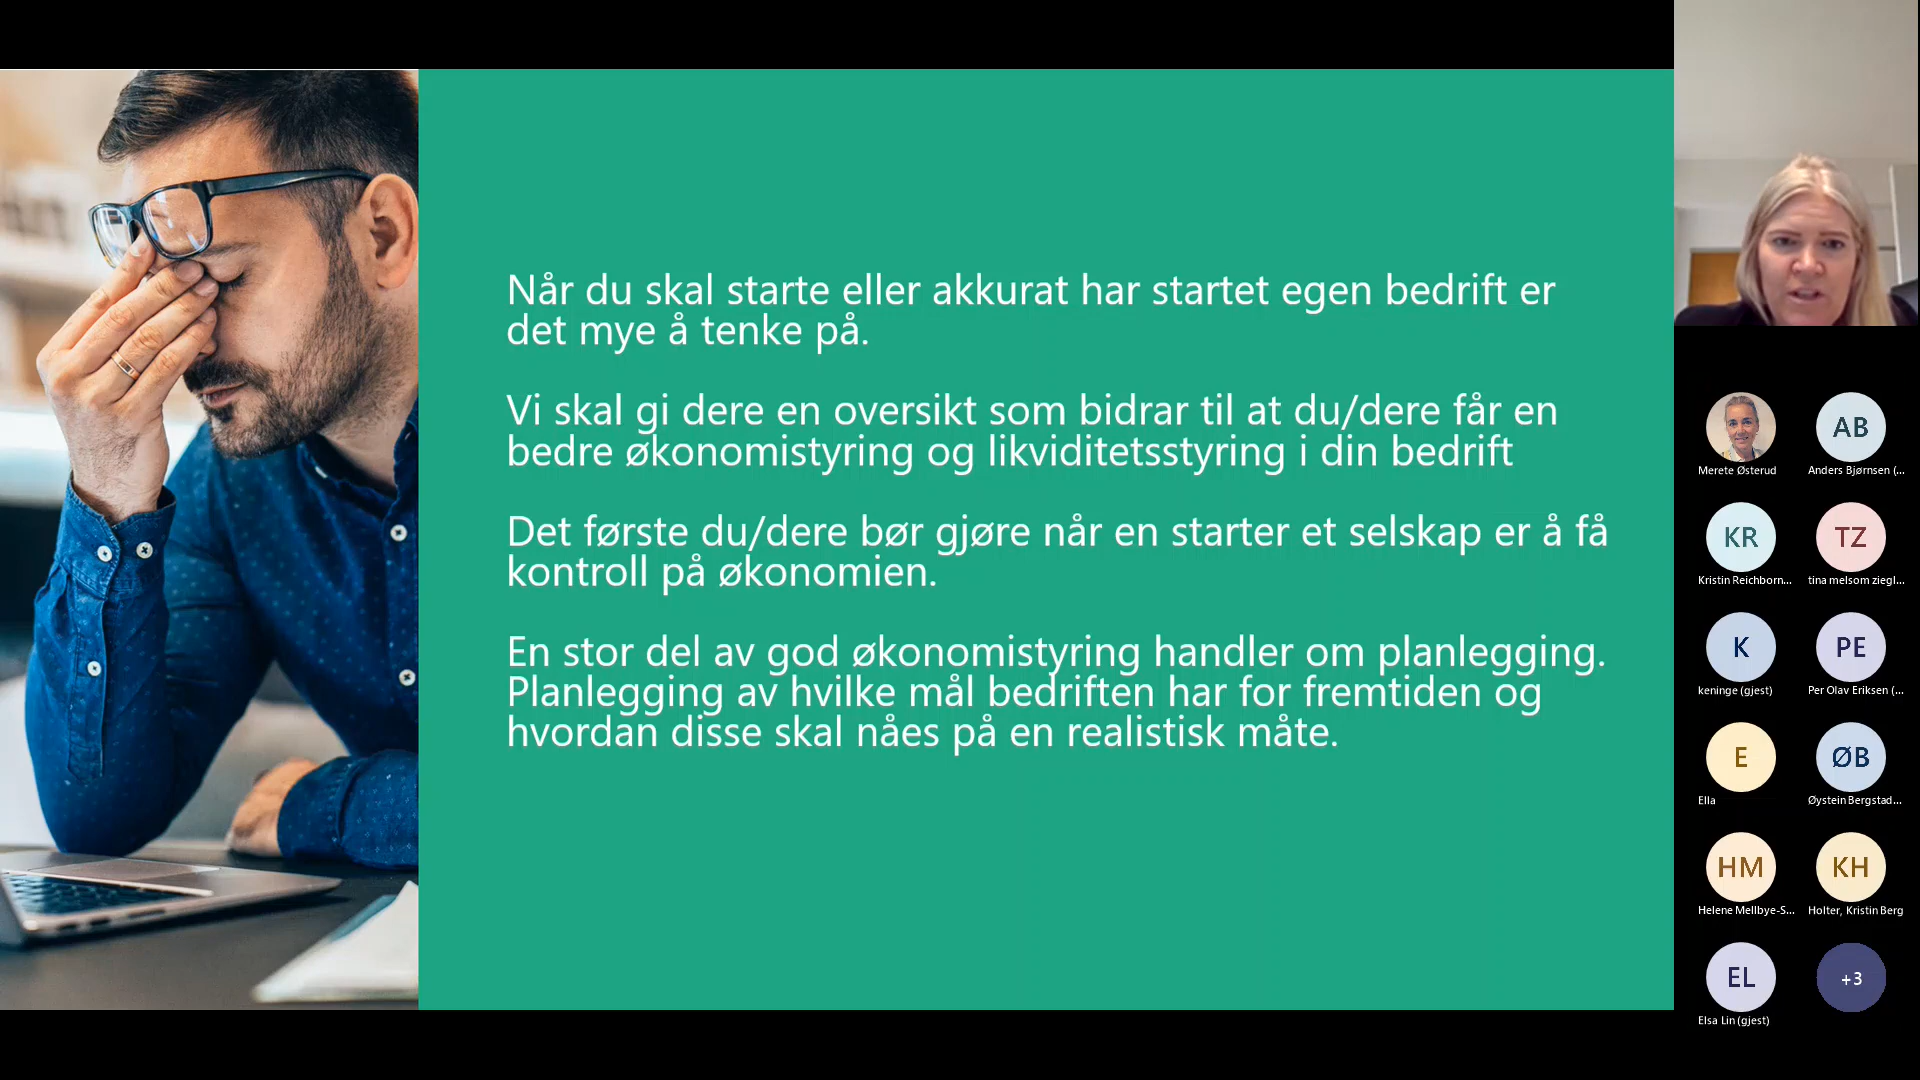 Når du skal starte eller akkurat har startet egen bedrift er
det mye å tenke på.
Vi skal gi dere en oversikt som bidrar til at du/dere får en
bedre økonomistyring og likviditetsstyring i din bedrift
Det første du/dere bør gjøre når en starter et selskap er å få
kontroll på økonomien.
En stor del av god økonomistyring handler om planlegging.
Planlegging av hvilke mål bedriften har for fremtiden og
hvordan disse skal nåes på en realistisk måte.
Merete Østerud
AB
Anders Bjørnsen (...
KR
Kristin Reichborn...
TZ
tina melsom ziegl...
K
keninge (gjest)
PE
Per Olav Eriksen (...
E
Ella
ØB
Øystein Bergstad...
HM
Helene Mellbye-S...
KH
Holter, Kristin Berg
EL
Elsa Lin (gjest)
+3